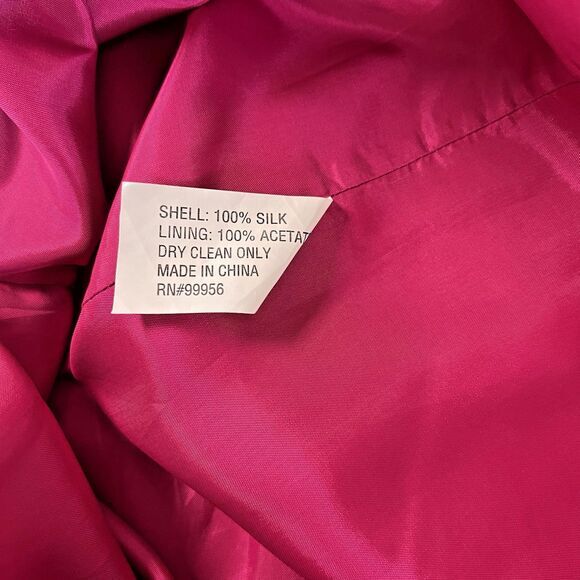 SHELL: 100% SILK
LINING: 100% ACETAT
DRY CLEAN ONLY
MADE IN CHINA
RN#99956